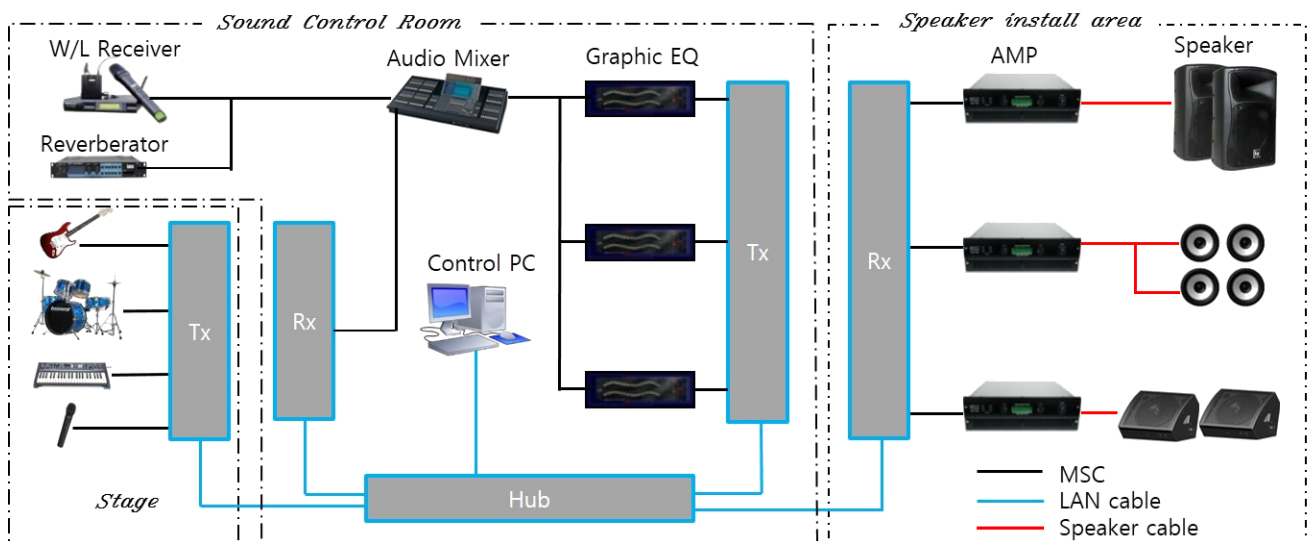 Sound Control Room
Speaker install area
W/L Receiver
Audio Mixer
Graphic EQ
AMP
Speaker
Reverberator
Tx
Rx
Control PC
Tx
Rx
Stage
Hub
MSC
LAN cable
Speaker cable